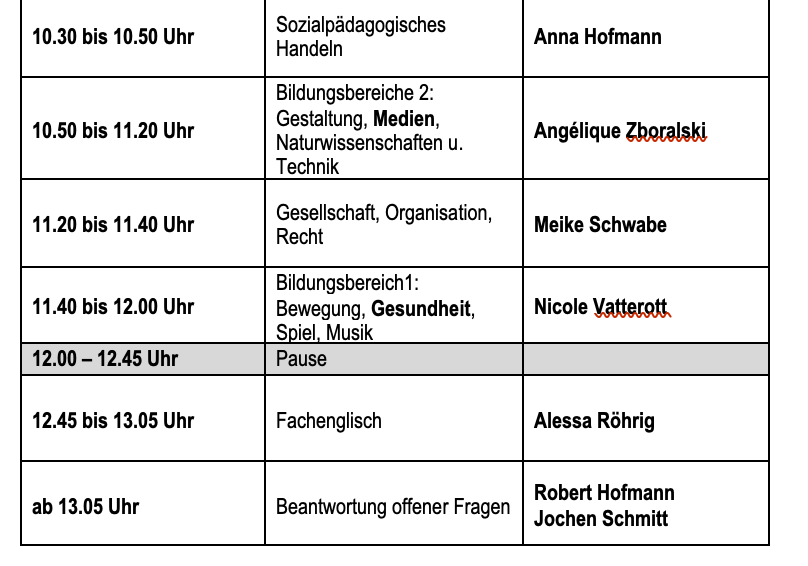 10.30 bis 10.50 Uhr
Sozialpädagogisches
Handeln
Anna Hofmann
10.50 bis 11.20 Uhr
Bildungsbereiche 2:
Gestaltung, Medien,
Naturwissenschaften u.
Technik
Angélique Zboralski
11.20 bis 11.40 Uhr
Gesellschaft, Organisation,
Recht
Meike Schwabe
11.40 bis 12.00 Uhr
Bildungsbereich1:
Bewegung, Gesundheit,
Spiel, Musik
Nicole Vatterott
12.00 – 12.45 Uhr
Pause
12.45 bis 13.05 Uhr
Fachenglisch
Alessa Röhrig
ab 13.05 Uhr
Beantwortung offener Fragen
Robert Hofmann
Jochen Schmitt